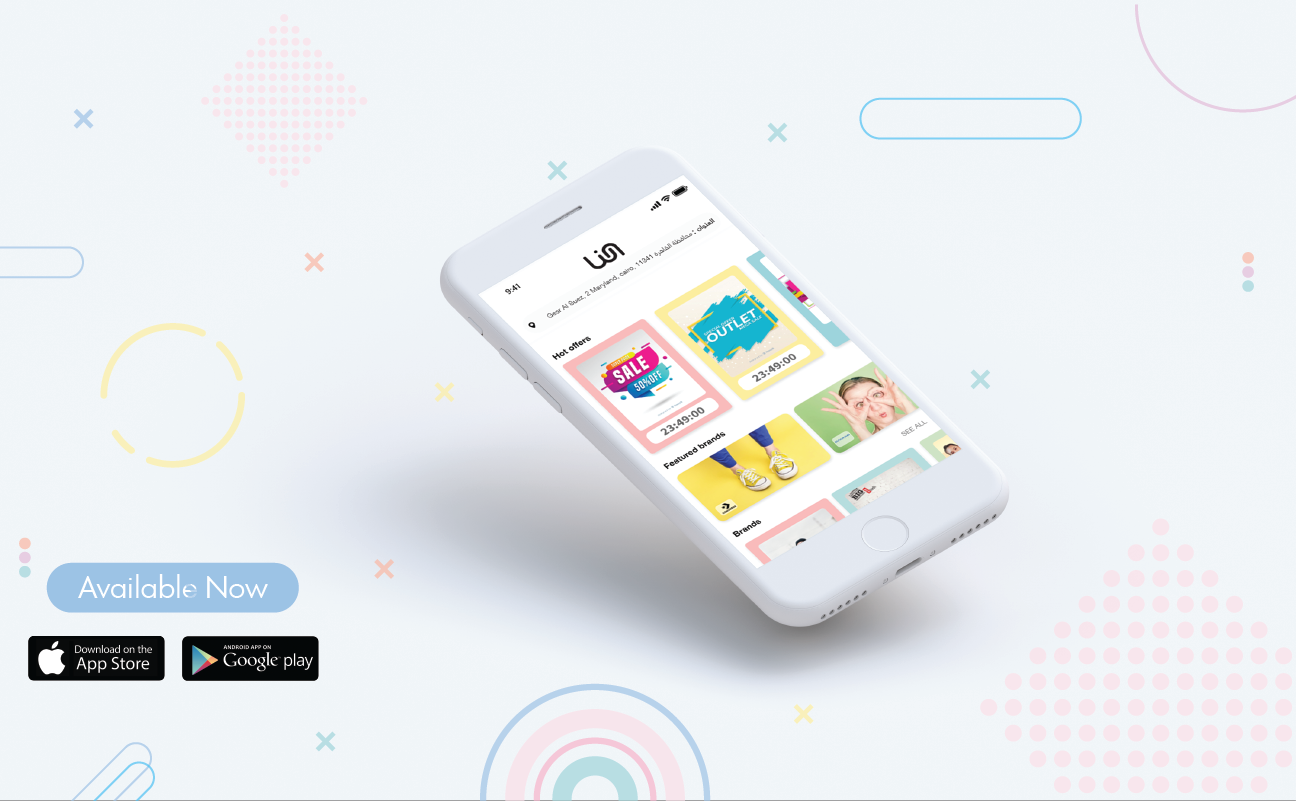 9:41
العنوان : محافظة القاهرة 11341 Gesr Al Suez, 2 Maryland, cairo,
Hot offers
SALE
50%OFF
23:49:00
OUTLET
23:49:00
Featured brands
SEE ALL
Brands
BIG
Available Now
Download on the
App Store
ANDROID APP ON
Google play